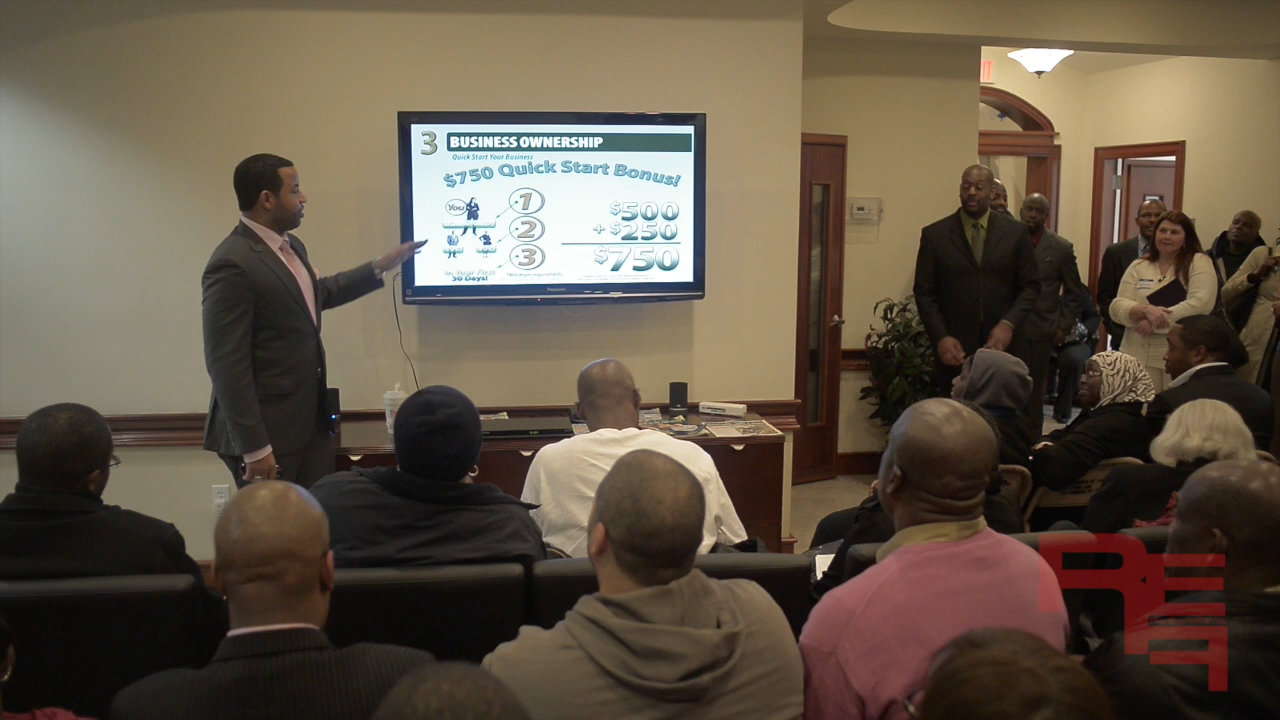 3 BUSINESS OWNERSHIP
Quick Start Your Business
$750 Quick Start Bonus!
You
1
2
3
$500
+ $250
$750
In Your First
30 Days!
Panasonic